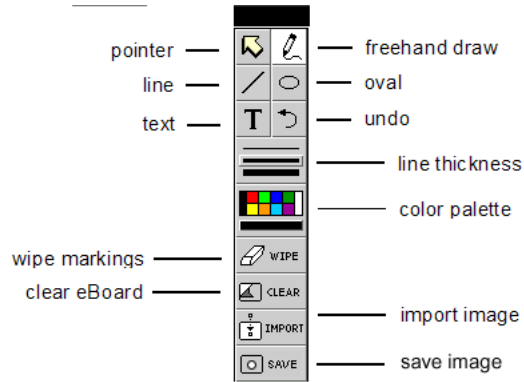 pointer
freehand draw
line
oval
text
T
undo
line thickness
color palette
wipe markings
WIPE
clear eBoard
CLEAR
import image
IMPORT
save image
SAVE